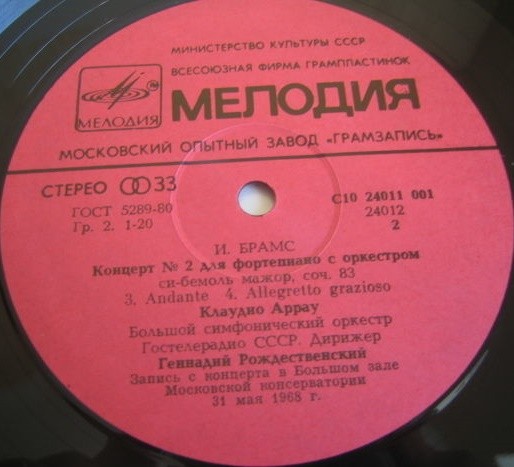 МИНИСТЕРСТВО КУЛЬТУРЫ СССР
ВСЕСОЮЗНАЯ ФИРМА ГРАМПЛАСТИНОК
МЕЛОДИЯ
МЕЛОДИЯ
МОСКОВСКИЙ ОПЫТНЫЙ ЗАВОД «ГРАМЗАПИСЬ»
СТЕРЕО 33
С10 24011 001
ГОСТ 5289-80
24012
Гр. 2. 1-20
2
И. БРАМС
Концерт № 2 для фортепиано с оркестром
си-бемоль мажор, соч. 83
3. Andante 4. Allegretto grazioso
Клаудио Аррау
Большой симфонический оркестр
Гостелерадио СССР. Дирижер
Геннадий Рождественский
Запись с концерта в Большом зале
Московской консерватории
31 мая 1968 г.